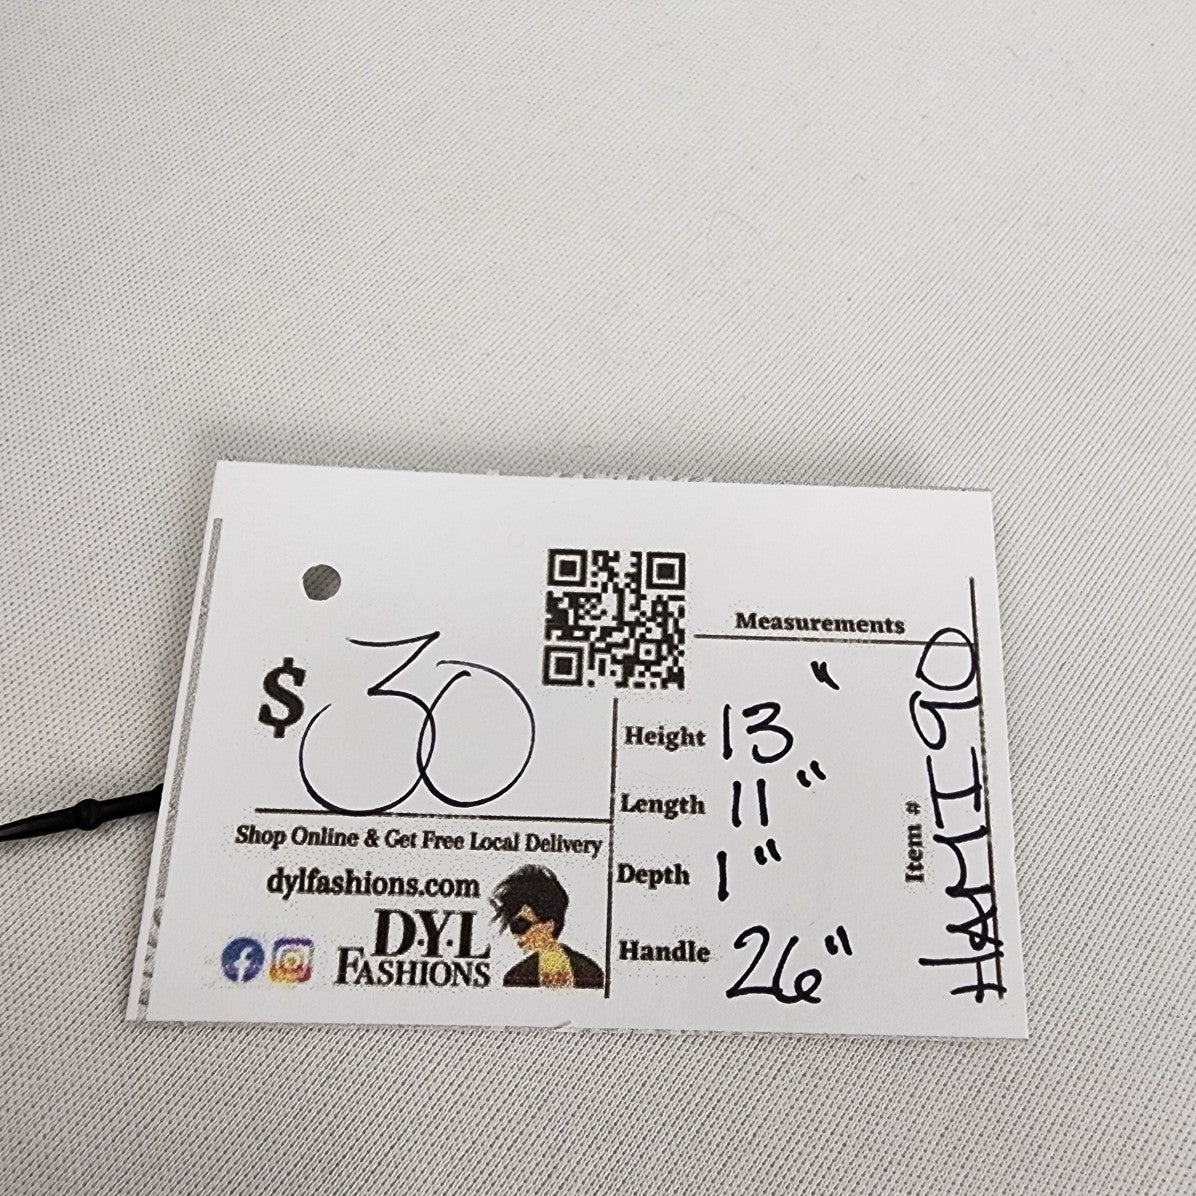 $30
Shop Online & Get Free Local Delivery
dylfashions.com
D·Y·L
FASHIONS
Measurements
Height 13"
Length 11"
Depth 1"
Handle 26"
Item # HAMI90